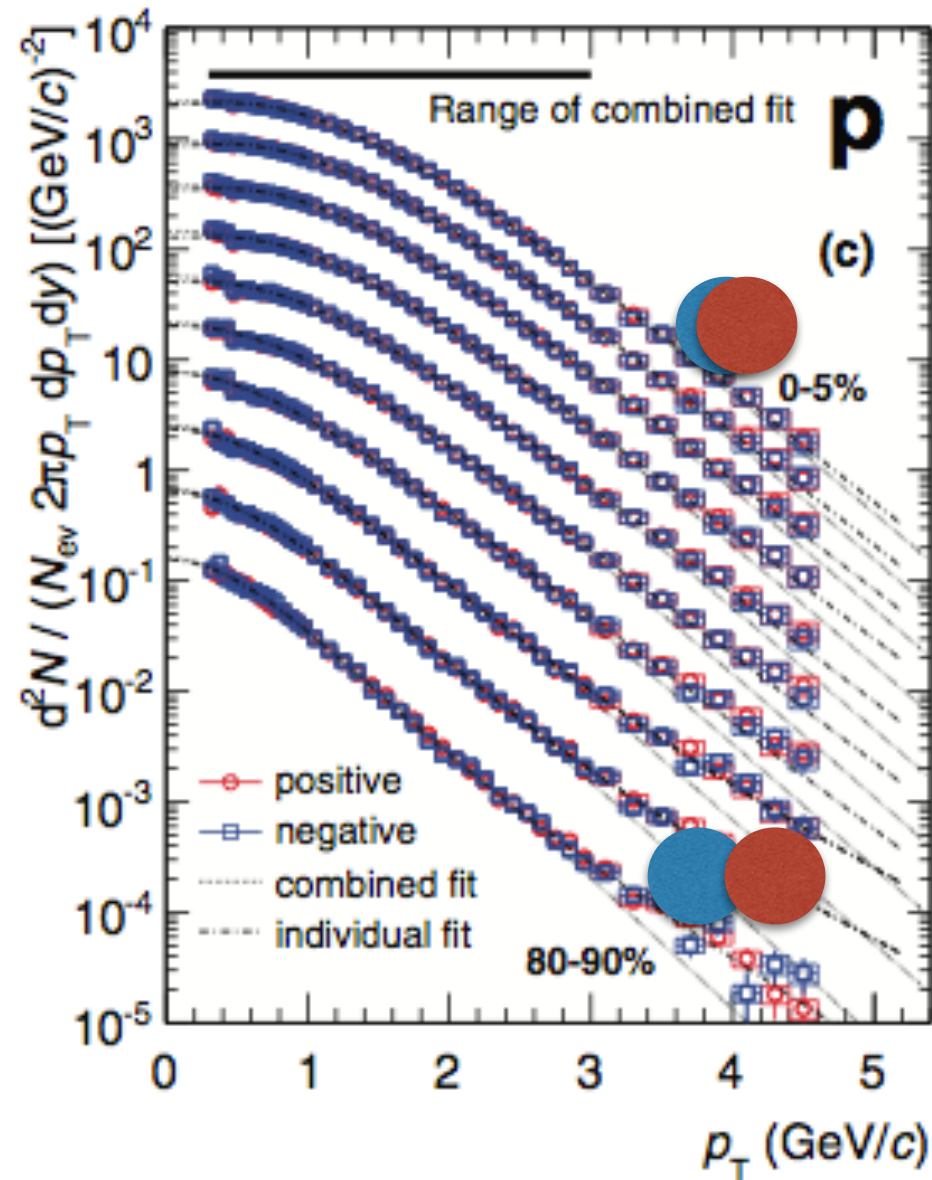 d²N / (N_ev 2πp_T dp_T dy) [(GeV/c)⁻²]
10⁴
10³
10²
10
1
10⁻¹
10⁻²
10⁻³
10⁻⁴
10⁻⁵
Range of combined fit
p
(c)
0-5%
positive
negative
combined fit
individual fit
80-90%
0 1 2 3 4 5
p_T (GeV/c)